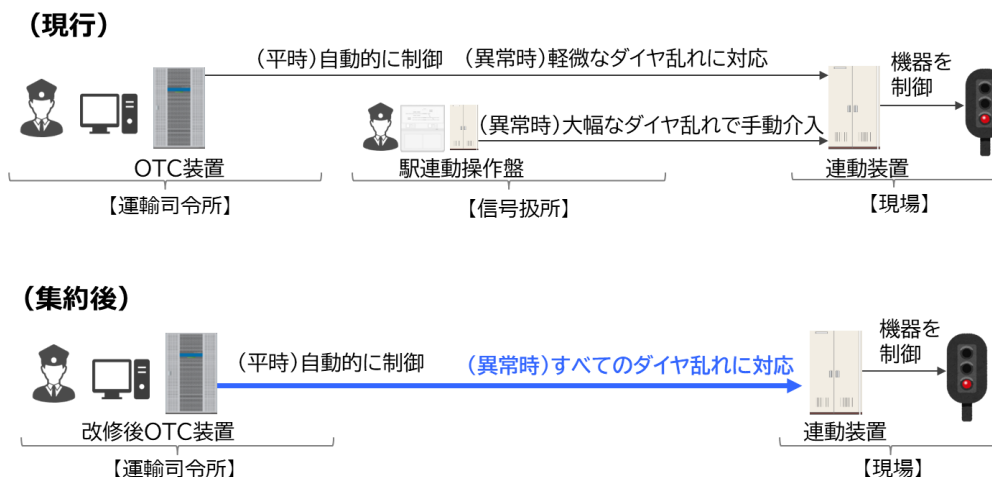 （現行）
（平時）自動的に制御　（異常時）軽微なダイヤ乱れに対応
機器を
制御
（異常時）大幅なダイヤ乱れで手動介入
OTC装置
駅連動操作盤
連動装置
【運輸司令所】
【信号扱所】
【現場】
（集約後）
（平時）自動的に制御
（異常時）すべてのダイヤ乱れに対応
機器を
制御
改修後OTC装置
連動装置
【運輸司令所】
【現場】